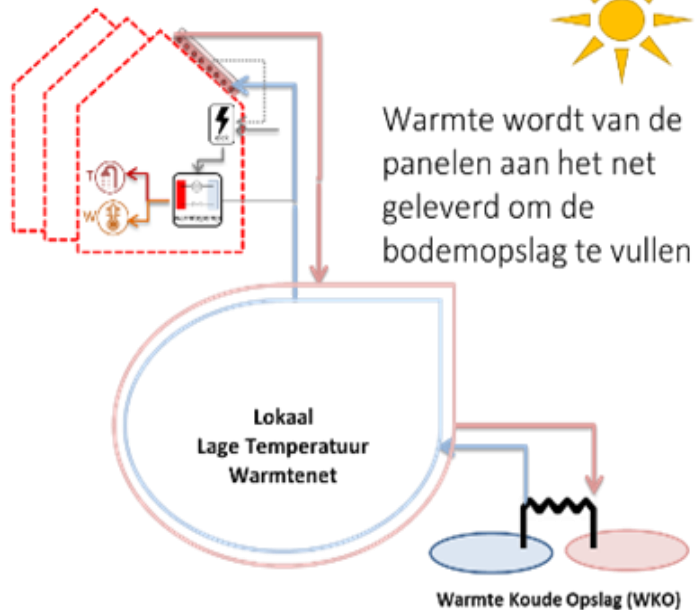 Warmte wordt van de
panelen aan het net
geleverd om de
bodemopslag te vullen
T
W
Lokaal
Lage Temperatuur
Warmtenet
Warmte Koude Opslag (WKO)